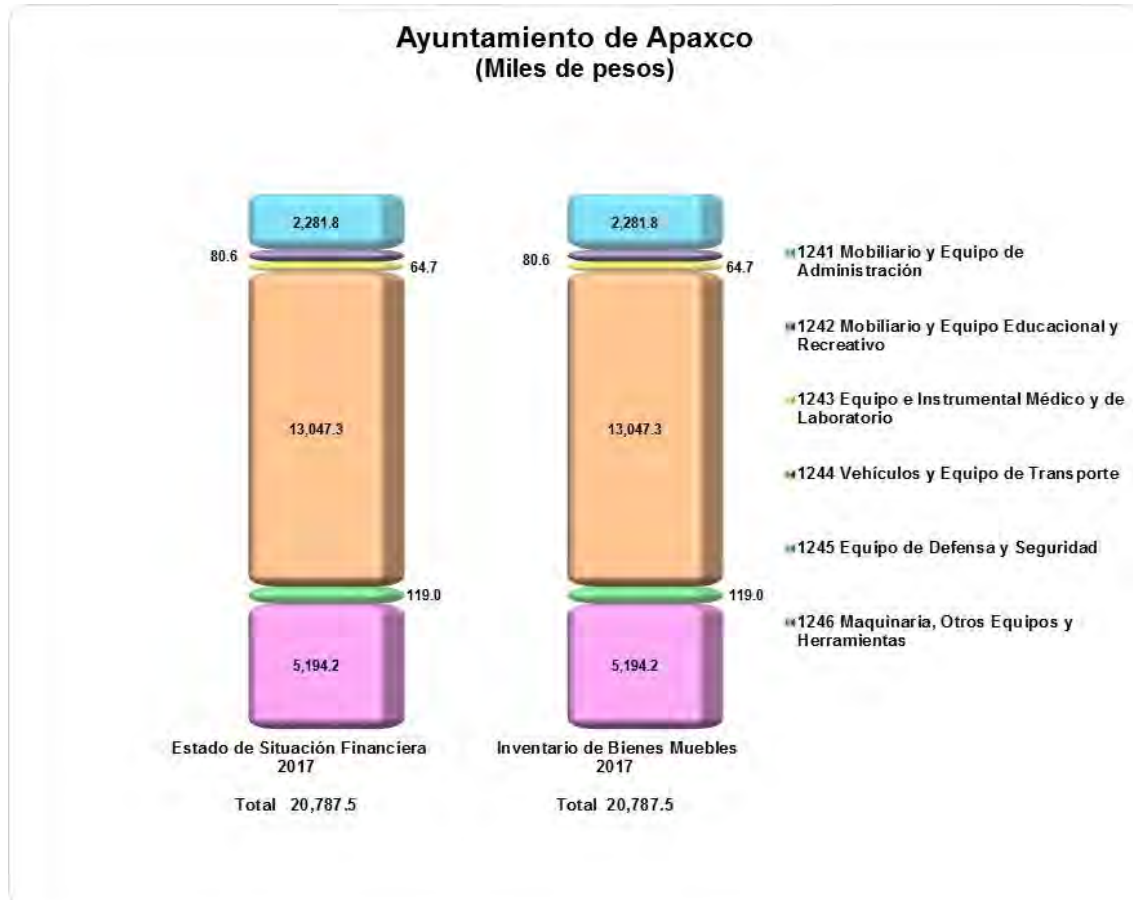 Ayuntamiento de Apaxco
(Miles de pesos)
2,281.8
80.6
64.7
13,047.3
119.0
5,194.2
Estado de Situación Financiera
2017
Total 20,787.5
2,281.8
80.6
64.7
13,047.3
119.0
5,194.2
Inventario de Bienes Muebles
2017
Total 20,787.5
1241 Mobiliario y Equipo de
Administración
1242 Mobiliario y Equipo Educacional y
Recreativo
1243 Equipo e Instrumental Médico y de
Laboratorio
1244 Vehículos y Equipo de Transporte
1245 Equipo de Defensa y Seguridad
1246 Maquinaria, Otros Equipos y
Herramientas